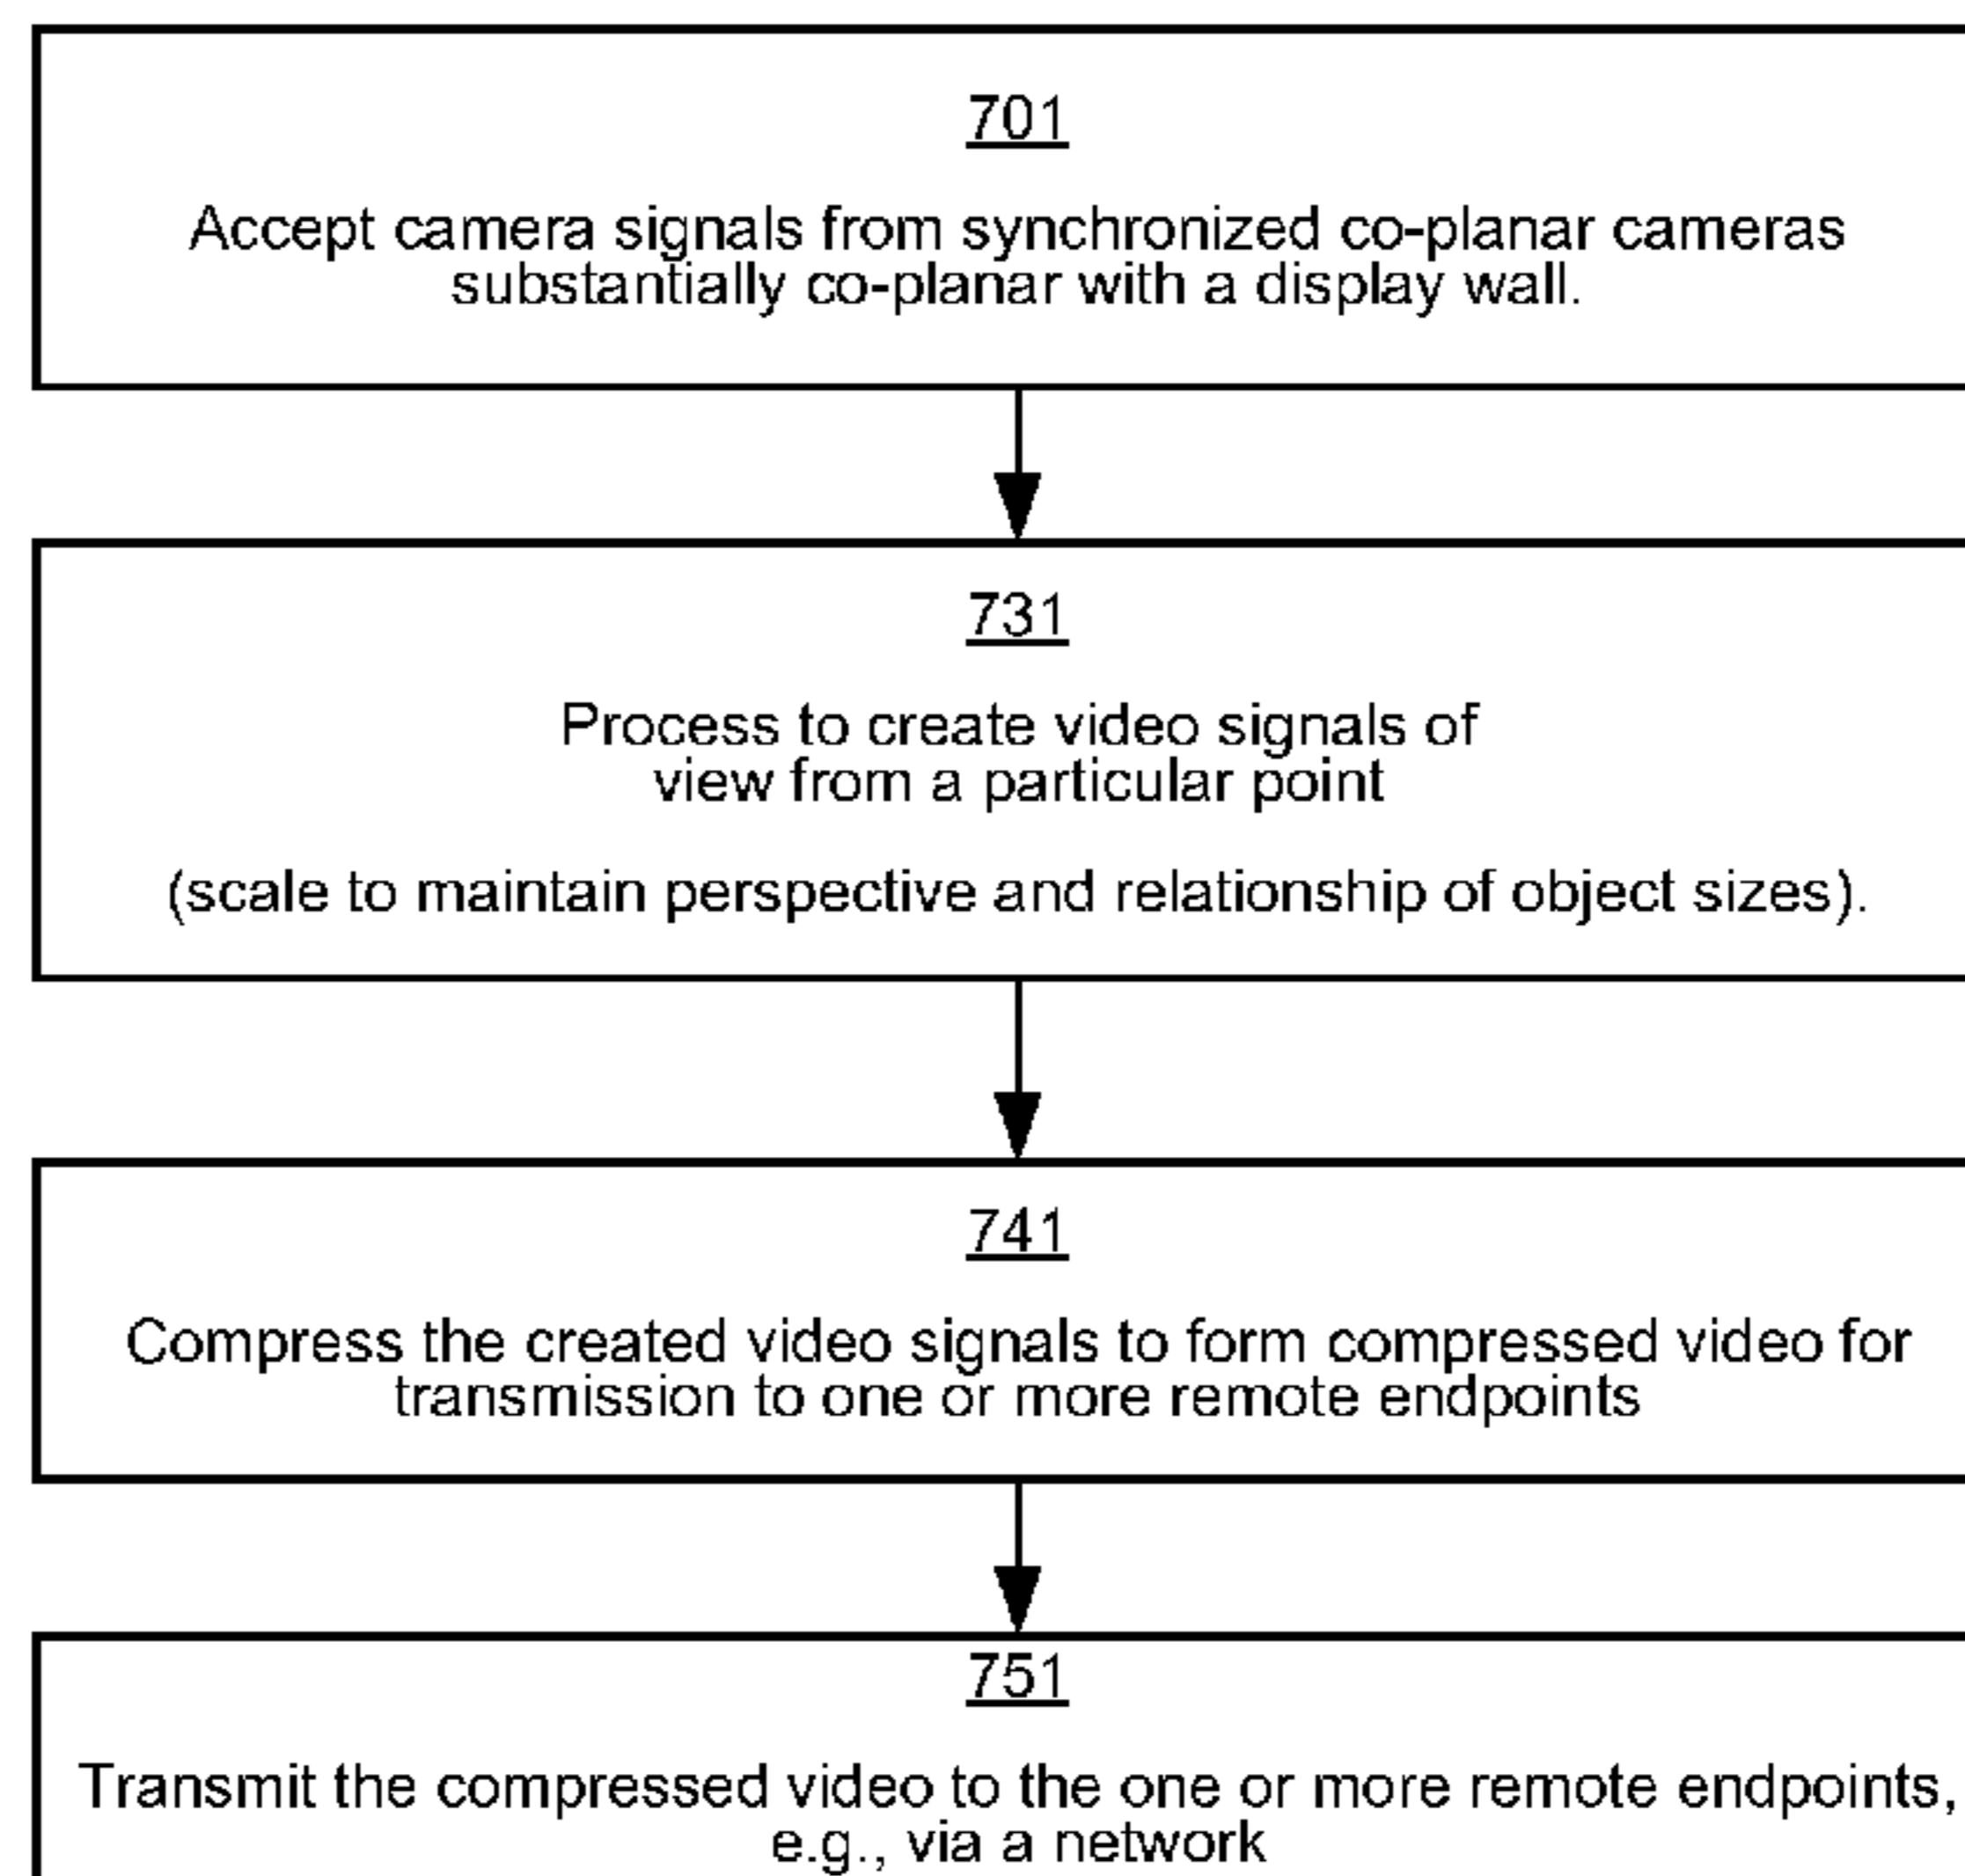 701
Accept camera signals from synchronized co-planar cameras
substantially co-planar with a display wall.
731
Process to create video signals of
view from a particular point
(scale to maintain perspective and relationship of object sizes).
741
Compress the created video signals to form compressed video for
transmission to one or more remote endpoints
751
Transmit the compressed video to the one or more remote endpoints,
e.g., via a network